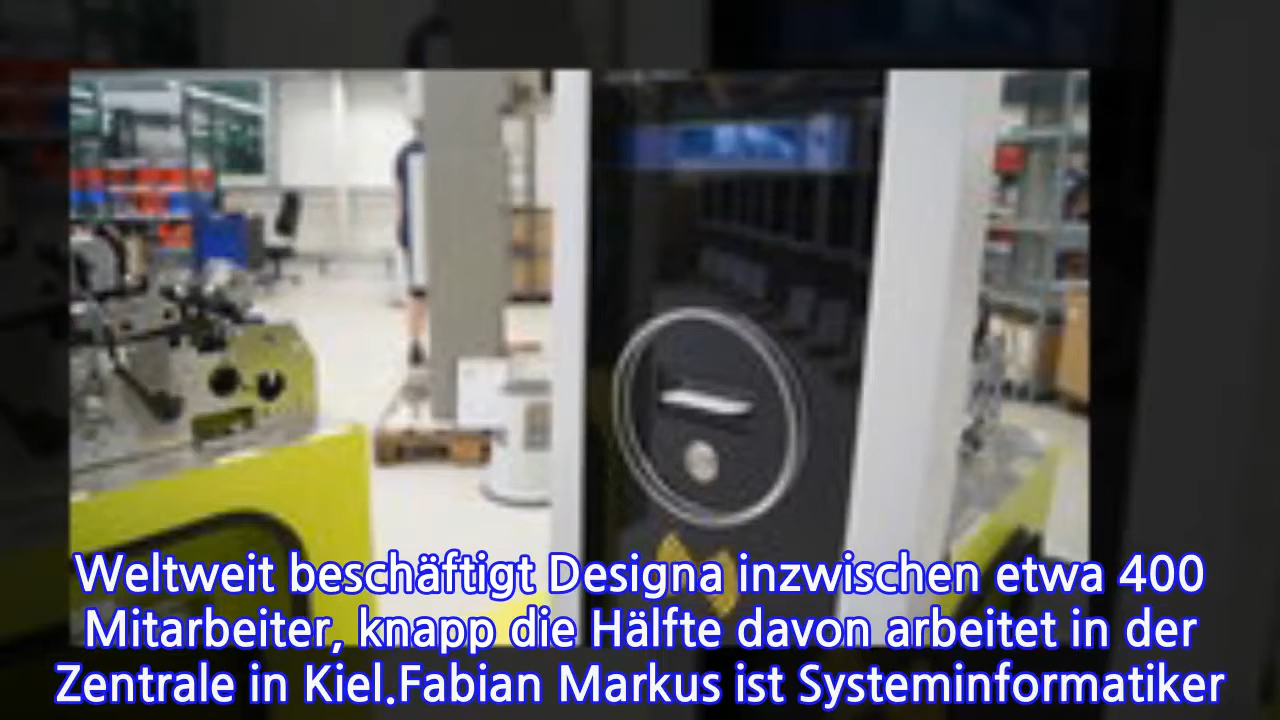 Weltweit beschäftigt Designa inzwischen etwa 400
Mitarbeiter, knapp die Hälfte davon arbeitet in der
Zentrale in Kiel.Fabian Markus ist Systeminformatiker